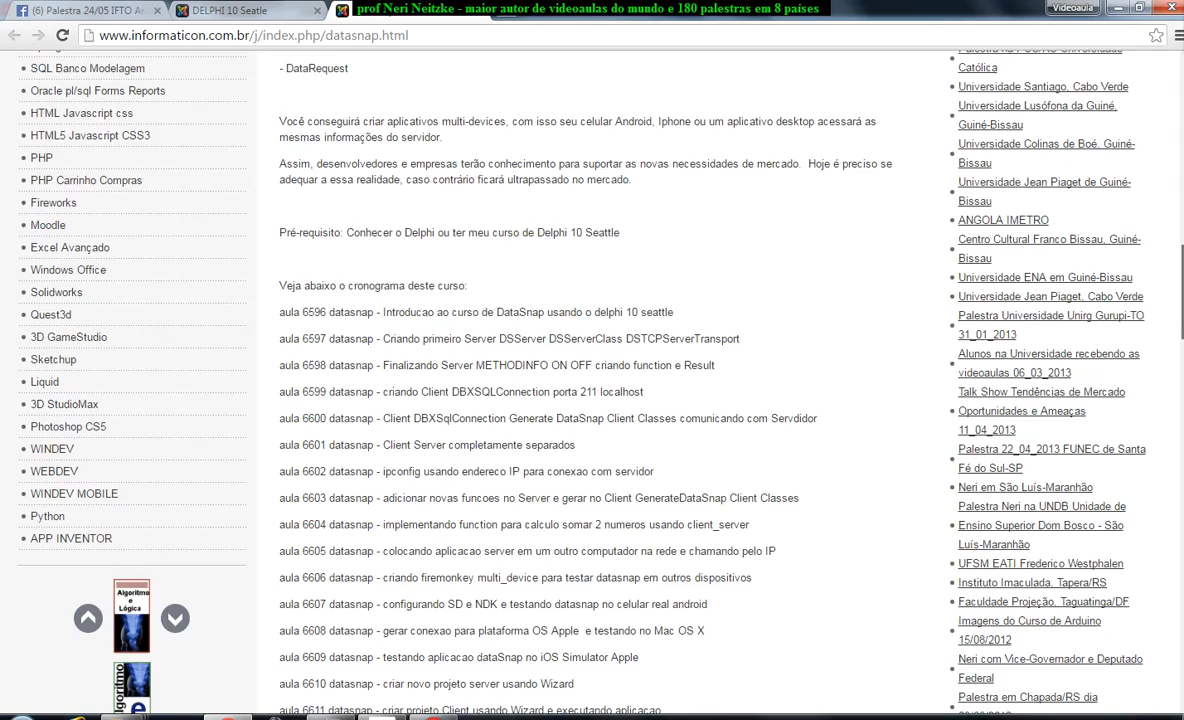 (6) Palestra 24/05 IFTO Ar
DELPHI 10 Seatle
prof Neri Neitzke - maior autor de videoaulas do mundo e 180 palestras em 8 países
Videoaula
www.informaticon.com.br/j/index.php/datasnap.html
SQL Banco Modelagem
Oracle pl/sql Forms Reports
HTML Javascript css
HTML5 Javascript CSS3
PHP
PHP Carrinho Compras
Fireworks
Moodle
Excel Avançado
Windows Office
Solidworks
Quest3d
3D GameStudio
Sketchup
Liquid
3D StudioMax
Photoshop CS5
WINDEV
WEBDEV
WINDEV MOBILE
Python
APP INVENTOR
Algoritmo
e
Lógica
Algoritmo
e
- DataRequest
Você conseguirá criar aplicativos multi-devices, com isso seu celular Android, Iphone ou um aplicativo desktop acessará as
mesmas informações do servidor.
Assim, desenvolvedores e empresas terão conhecimento para suportar as novas necessidades de mercado. Hoje é preciso se
adequar a essa realidade, caso contrário ficará ultrapassado no mercado.
Pré-requisito: Conhecer o Delphi ou ter meu curso de Delphi 10 Seattle
Veja abaixo o cronograma deste curso:
aula 6596 datasnap - Introducao ao curso de DataSnap usando o delphi 10 seattle
aula 6597 datasnap - Criando primeiro Server DSServer DSServerClass DSTCPServerTransport
aula 6598 datasnap - Finalizando Server METHODINFO ON OFF criando function e Result
aula 6599 datasnap - criando Client DBXSQLConnection porta 211 localhost
aula 6600 datasnap - Client DBXSqlConnection Generate DataSnap Client Classes comunicando com Servdidor
aula 6601 datasnap - Client Server completamente separados
aula 6602 datasnap - ipconfig usando endereco IP para conexao com servidor
aula 6603 datasnap - adicionar novas funcoes no Server e gerar no Client GenerateDataSnap Client Classes
aula 6604 datasnap - implementando function para calculo somar 2 numeros usando client_server
aula 6605 datasnap - colocando aplicacao server em um outro computador na rede e chamando pelo IP
aula 6606 datasnap - criando firemonkey multi_device para testar datasnap em outros dispositivos
aula 6607 datasnap - configurando SD e NDK e testando datasnap no celular real android
aula 6608 datasnap - gerar conexao para plataforma OS Apple e testando no Mac OS X
aula 6609 datasnap - testando aplicacao dataSnap no iOS Simulator Apple
aula 6610 datasnap - criar novo projeto server usando Wizard
aula 6611 datasnap - criar projeto Client usando Wizard e executando aplicacao
Palestra na PUC/RS Universidade
Católica
Universidade Santiago, Cabo Verde
Universidade Lusófona da Guiné,
Guiné-Bissau
Universidade Colinas de Boé, Guiné-
Bissau
Universidade Jean Piaget de Guiné-
Bissau
ANGOLA IMETRO
Centro Cultural Franco Bissau, Guiné-
Bissau
Universidade ENA em Guiné-Bissau
Universidade Jean Piaget, Cabo Verde
Palestra Universidade Unirg Gurupi-TO
31_01_2013
Alunos na Universidade recebendo as
videoaulas 06_03_2013
Talk Show Tendências de Mercado
Oportunidades e Ameaças
11_04_2013
Palestra 22_04_2013 FUNEC de Santa
Fé do Sul-SP
Neri em São Luís-Maranhão
Palestra Neri na UNDB Unidade de
Ensino Superior Dom Bosco - São
Luís-Maranhão
UFSM EATI Frederico Westphalen
Instituto Imaculada, Tapera/RS
Faculdade Projeção, Taguatinga/DF
Imagens do Curso de Arduino
15/08/2012
Neri com Vice-Governador e Deputado
Federal
Palestra em Chapada/RS dia